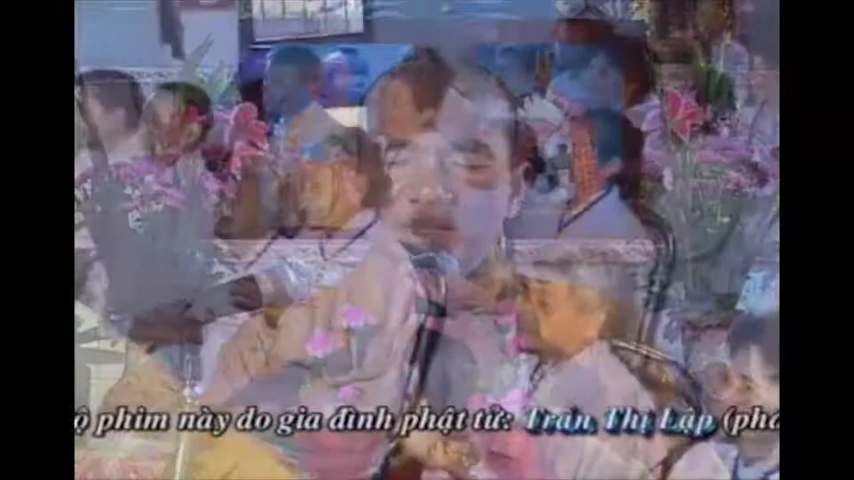 ộ phim này do gia đình phật tử: Trần Thị Lập (phá